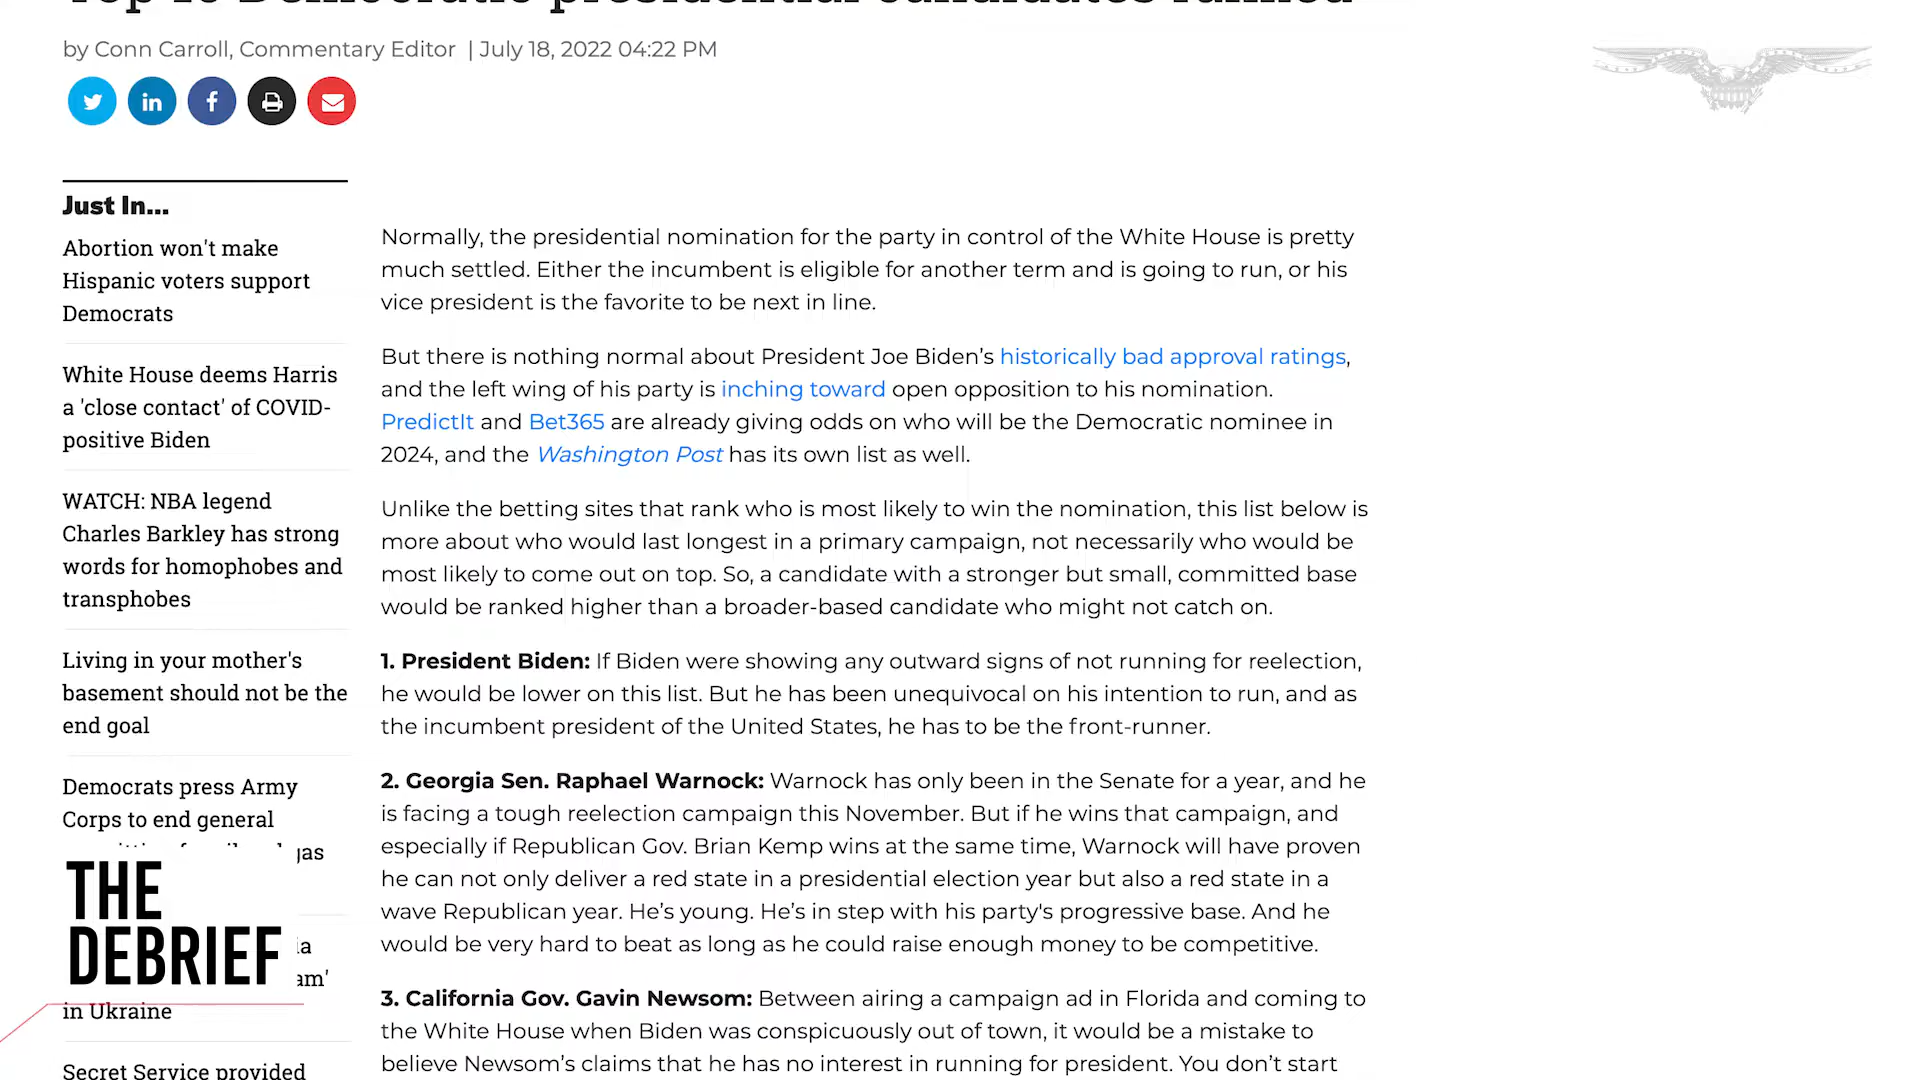 Top 10 Democratic presidential candidates ranked
by Conn Carroll, Commentary Editor | July 18, 2022 04:22 PM
Just In...
Abortion won't make
Hispanic voters support
Democrats
White House deems Harris
a 'close contact' of COVID-
positive Biden
WATCH: NBA legend
Charles Barkley has strong
words for homophobes and
transphobes
Living in your mother's
basement should not be the
end goal
Democrats press Army
Corps to end general
gas
THE
DEBRIEF
ia
am'
in Ukraine
Secret Service provided
Normally, the presidential nomination for the party in control of the White House is pretty
much settled. Either the incumbent is eligible for another term and is going to run, or his
vice president is the favorite to be next in line.
But there is nothing normal about President Joe Biden’s historically bad approval ratings,
and the left wing of his party is inching toward open opposition to his nomination.
PredictIt and Bet365 are already giving odds on who will be the Democratic nominee in
2024, and the Washington Post has its own list as well.
Unlike the betting sites that rank who is most likely to win the nomination, this list below is
more about who would last longest in a primary campaign, not necessarily who would be
most likely to come out on top. So, a candidate with a stronger but small, committed base
would be ranked higher than a broader-based candidate who might not catch on.
1. President Biden: If Biden were showing any outward signs of not running for reelection,
he would be lower on this list. But he has been unequivocal on his intention to run, and as
the incumbent president of the United States, he has to be the front-runner.
2. Georgia Sen. Raphael Warnock: Warnock has only been in the Senate for a year, and he
is facing a tough reelection campaign this November. But if he wins that campaign, and
especially if Republican Gov. Brian Kemp wins at the same time, Warnock will have proven
he can not only deliver a red state in a presidential election year but also a red state in a
wave Republican year. He’s young. He’s in step with his party's progressive base. And he
would be very hard to beat as long as he could raise enough money to be competitive.
3. California Gov. Gavin Newsom: Between airing a campaign ad in Florida and coming to
the White House when Biden was conspicuously out of town, it would be a mistake to
believe Newsom’s claims that he has no interest in running for president. You don’t start